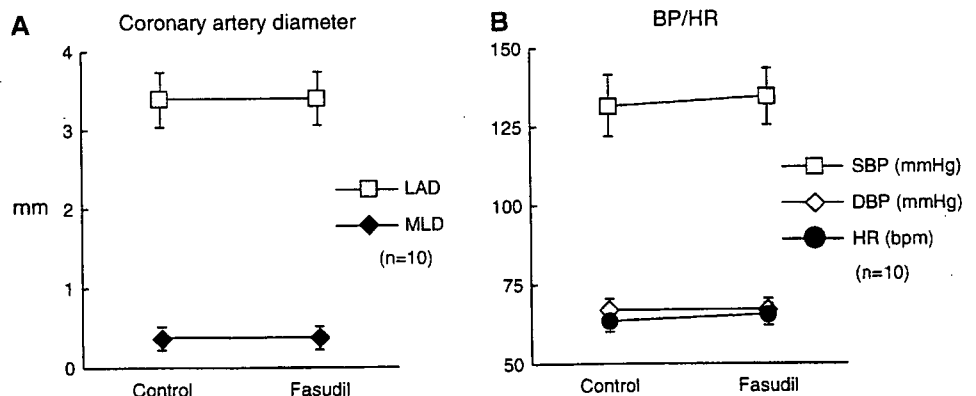 A
Coronary artery diameter
4
3
mm
2
1
0
LAD
MLD
(n=10)
Control
Fasudil
B
BP/HR
150
125
100
75
50
SBP (mmHg)
DBP (mmHg)
HR (bpm)
(n=10)
Control
Fasudil